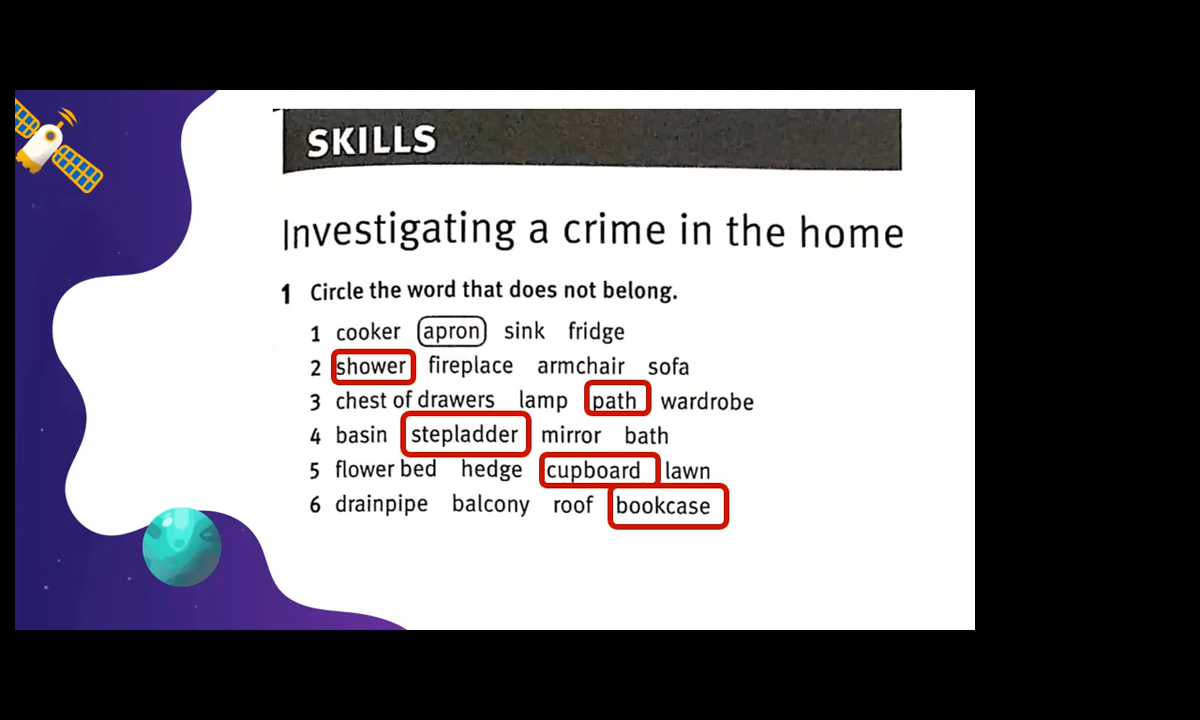 SKILLS
Investigating a crime in the home
1 Circle the word that does not belong.
1 cooker apron sink fridge
2 shower fireplace armchair sofa
3 chest of drawers lamp path wardrobe
4 basin stepladder mirror bath
5 flower bed hedge cupboard lawn
6 drainpipe balcony roof bookcase